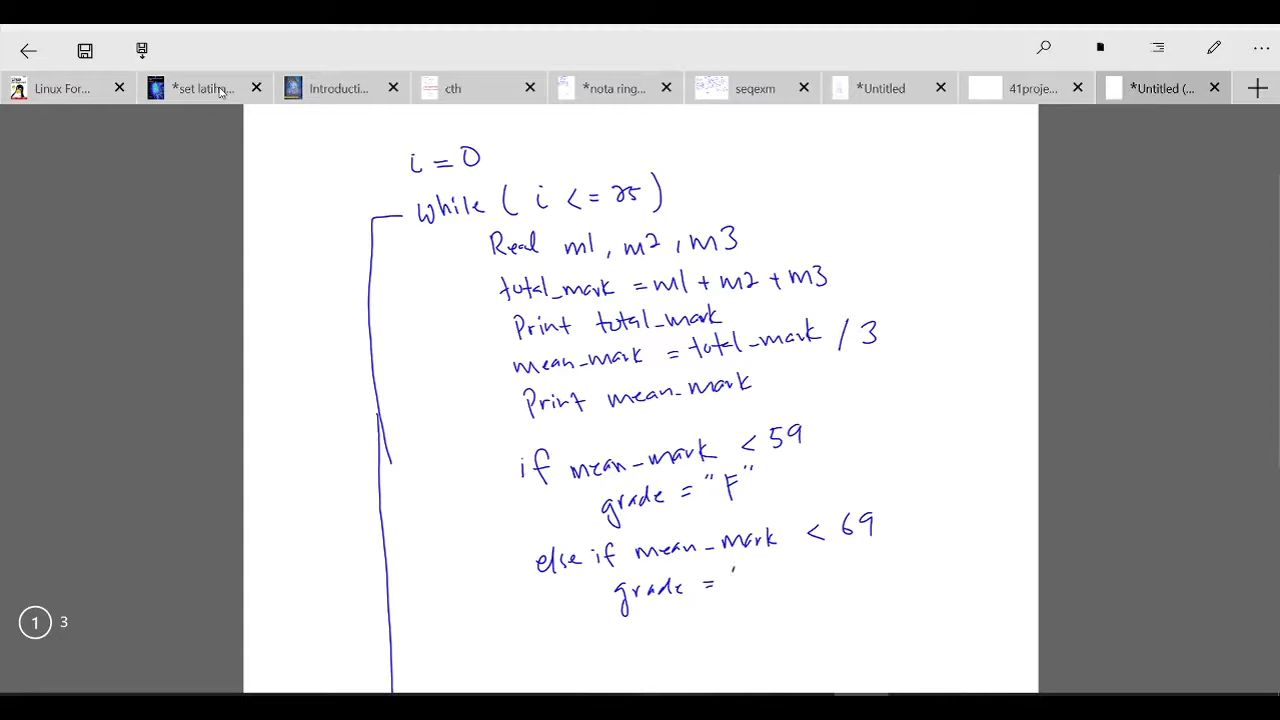 Linux For...
*set latih...
Introducti...
cth
*nota ring...
seqexm
*Untitled
41proje...
*Untitled (...
i = 0
while ( i <= 25 )
Read m1, m2, m3
total_mark = m1 + m2 + m3
Print total_mark
mean_mark = total_mark / 3
Print mean_mark
if mean_mark < 59
grade = "F"
else if mean_mark < 69
grade = '
1 3